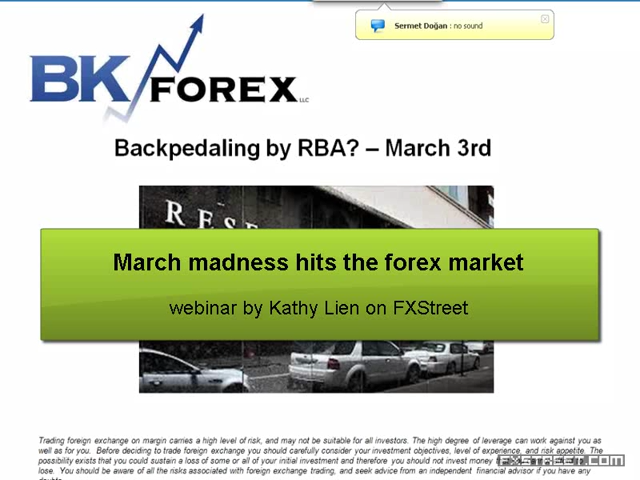 Sermet Doğan : no sound
BK FOREX LLC
Backpedaling by RBA? – March 3rd
RESE
March madness hits the forex market
webinar by Kathy Lien on FXStreet
Trading foreign exchange on margin carries a high level of risk, and may not be suitable for all investors. The high degree of leverage can work against you as
well as for you. Before deciding to trade foreign exchange you should carefully consider your investment objectives, level of experience, and risk appetite. The
possibility exists that you could sustain a loss of some or all of your initial investment and therefore you should not invest money
lose. You should be aware of all the risks associated with foreign exchange trading, and seek advice from an independent financial advisor if you have any
FXSTREET.COM